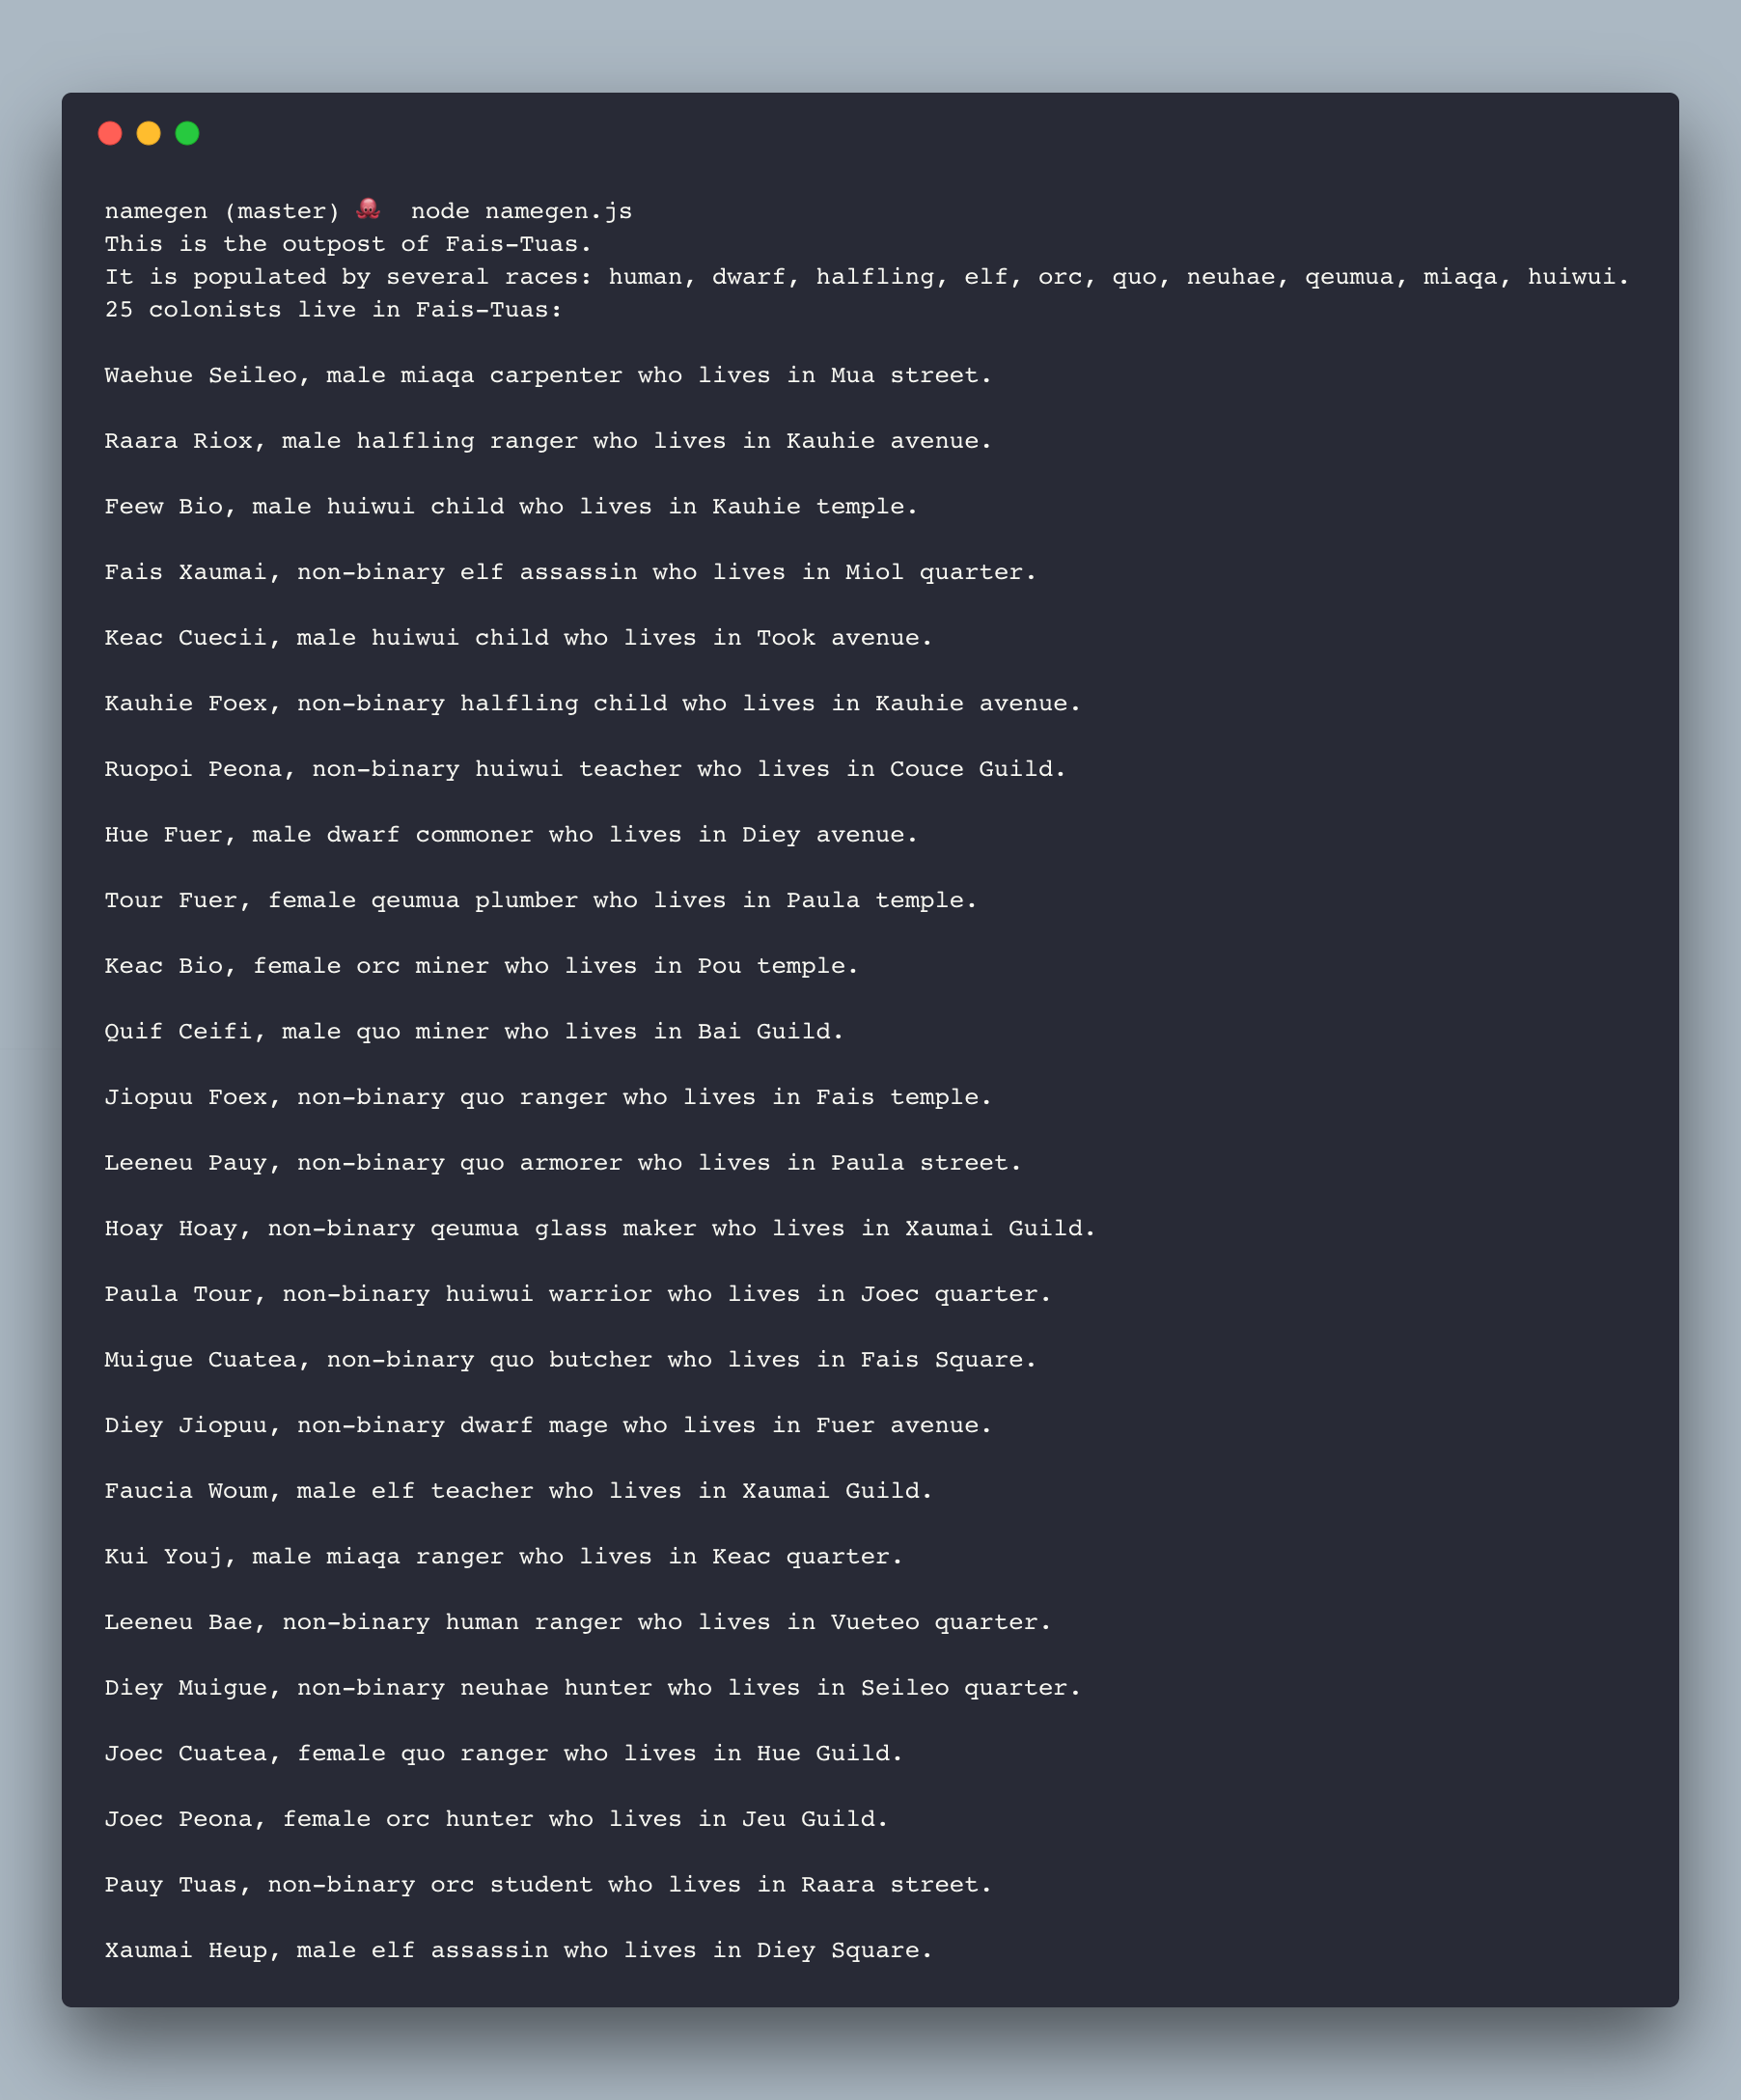 namegen (master) 🐙  node namegen.js
This is the outpost of Fais-Tuas.
It is populated by several races: human, dwarf, halfling, elf, orc, quo, neuhae, qeumua, miaqa, huiwui.
25 colonists live in Fais-Tuas:
Waehue Seileo, male miaqa carpenter who lives in Mua street.
Raara Riox, male halfling ranger who lives in Kauhie avenue.
Feew Bio, male huiwui child who lives in Kauhie temple.
Fais Xaumai, non-binary elf assassin who lives in Miol quarter.
Keac Cuecii, male huiwui child who lives in Took avenue.
Kauhie Foex, non-binary halfling child who lives in Kauhie avenue.
Ruopoi Peona, non-binary huiwui teacher who lives in Couce Guild.
Hue Fuer, male dwarf commoner who lives in Diey avenue.
Tour Fuer, female qeumua plumber who lives in Paula temple.
Keac Bio, female orc miner who lives in Pou temple.
Quif Ceifi, male quo miner who lives in Bai Guild.
Jiopuu Foex, non-binary quo ranger who lives in Fais temple.
Leeneu Pauy, non-binary quo armorer who lives in Paula street.
Hoay Hoay, non-binary qeumua glass maker who lives in Xaumai Guild.
Paula Tour, non-binary huiwui warrior who lives in Joec quarter.
Muigue Cuatea, non-binary quo butcher who lives in Fais Square.
Diey Jiopuu, non-binary dwarf mage who lives in Fuer avenue.
Faucia Woum, male elf teacher who lives in Xaumai Guild.
Kui Youj, male miaqa ranger who lives in Keac quarter.
Leeneu Bae, non-binary human ranger who lives in Vueteo quarter.
Diey Muigue, non-binary neuhae hunter who lives in Seileo quarter.
Joec Cuatea, female quo ranger who lives in Hue Guild.
Joec Peona, female orc hunter who lives in Jeu Guild.
Pauy Tuas, non-binary orc student who lives in Raara street.
Xaumai Heup, male elf assassin who lives in Diey Square.